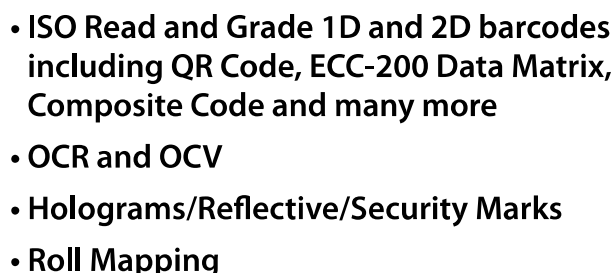 • ISO Read and Grade 1D and 2D barcodes
including QR Code, ECC-200 Data Matrix,
Composite Code and many more
• OCR and OCV
• Holograms/Reflective/Security Marks
• Roll Mapping